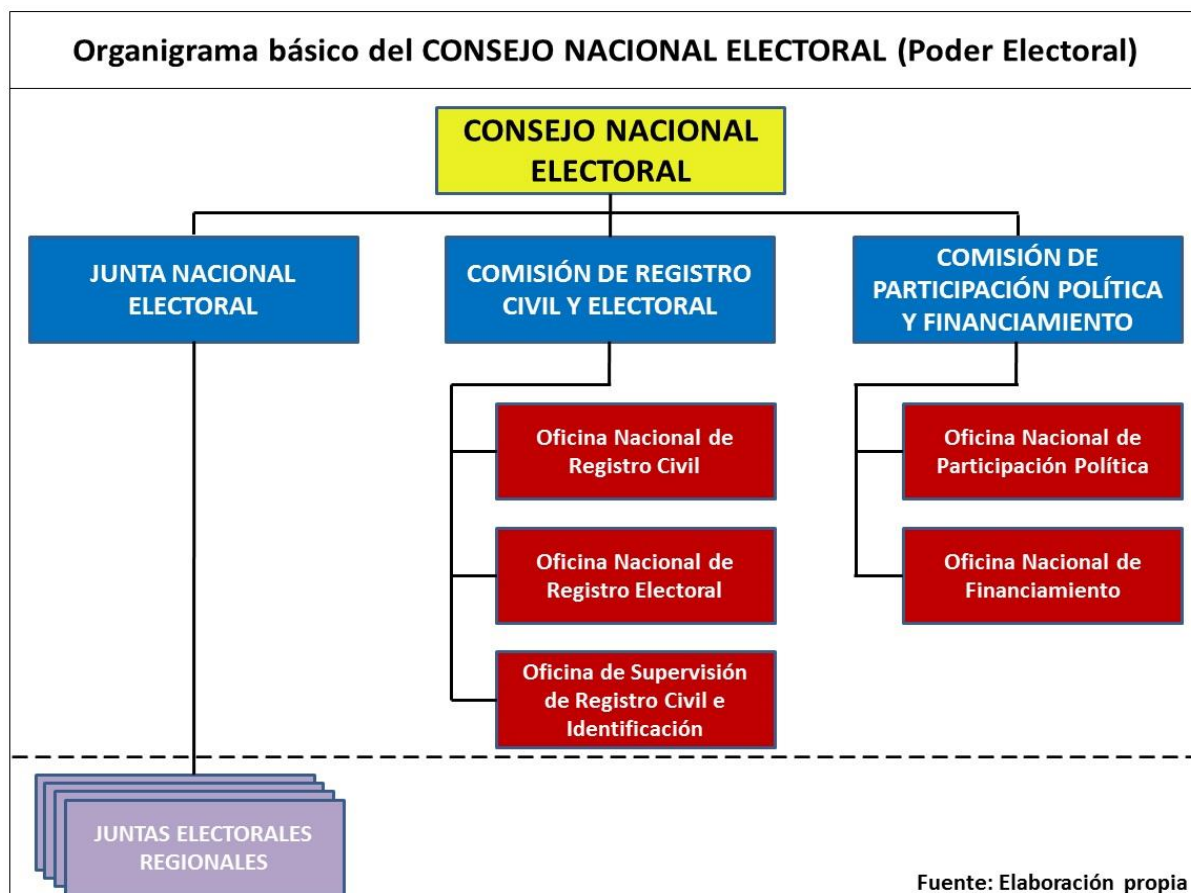 Organigrama básico del CONSEJO NACIONAL ELECTORAL (Poder Electoral)
CONSEJO NACIONAL
ELECTORAL
JUNTA NACIONAL
ELECTORAL
COMISIÓN DE REGISTRO
CIVIL Y ELECTORAL
COMISIÓN DE
PARTICIPACIÓN POLÍTICA
Y FINANCIAMIENTO
Oficina Nacional de
Registro Civil
Oficina Nacional de
Participación Política
Oficina Nacional de
Registro Electoral
Oficina Nacional de
Financiamiento
Oficina de Supervisión
de Registro Civil e
Identificación
JUNTAS ELECTORALES
REGIONALES
Fuente: Elaboración propia